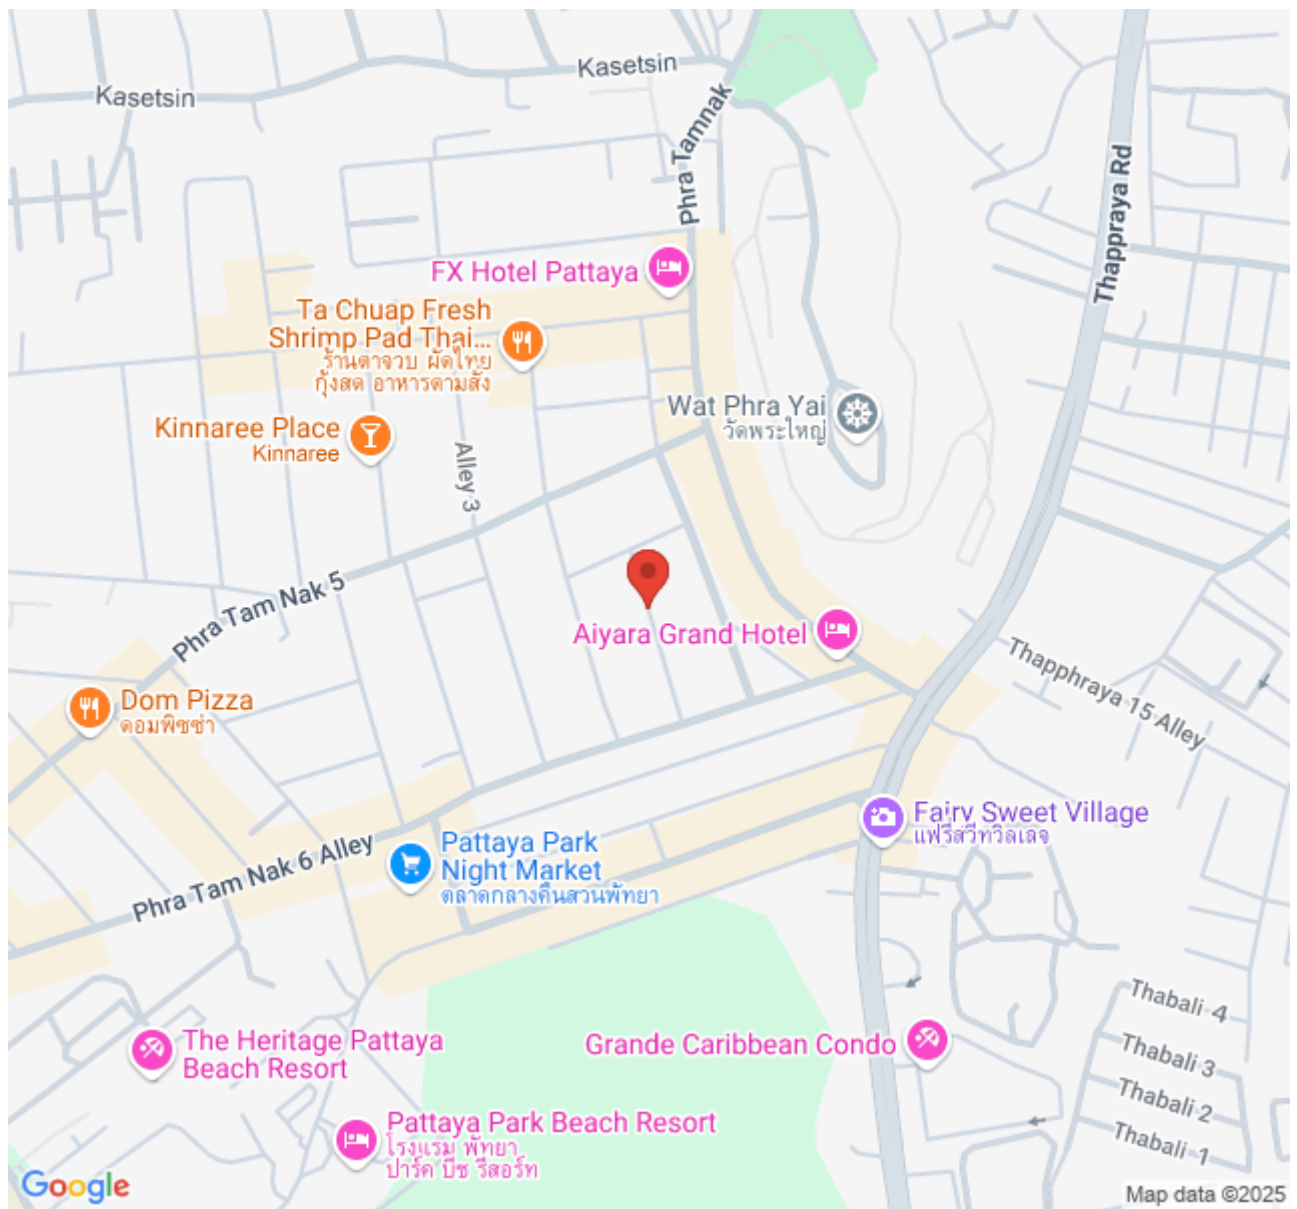 Kasetsin
Kasetsin
Phra Tamnak
Thappraya Rd
FX Hotel Pattaya
Ta Chuap Fresh
Shrimp Pad Thai...
ร้านตาจวบ ผัดไทย
กุ้งสด อาหารตามสั่ง
Wat Phra Yai
วัดพระใหญ่
Kinnaree Place
Kinnaree
Alley 3
Phra Tam Nak 5
Aiyara Grand Hotel
Thapphraya 15 Alley
Dom Pizza
ดอมพิซซ่า
Fairy Sweet Village
แฟรี่สวีทวิลเลจ
Pattaya Park
Night Market
ตลาดกลางคืนสวนพัทยา
Phra Tam Nak 6 Alley
Thabali 4
The Heritage Pattaya
Beach Resort
Grande Caribbean Condo
Thabali 3
Thabali 2
Pattaya Park Beach Resort
โรงแรม พัทยา
ปาร์ค บีช รีสอร์ท
Thabali 1
Google
Map data ©2025